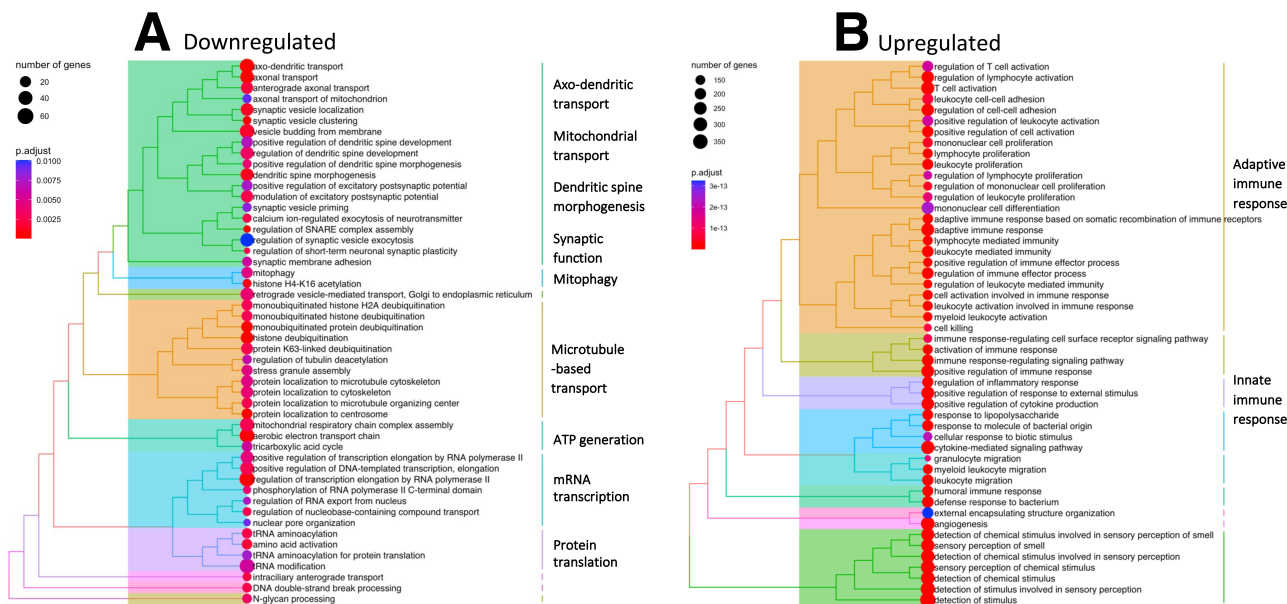 A Downregulated
number of genes
20
40
60
p.adjust
0.0100
0.0075
0.0050
0.0025
axo-dendritic transport
axonal transport
anterograde axonal transport
axonal transport of mitochondrion
synaptic vesicle localization
synaptic vesicle clustering
vesicle budding from membrane
positive regulation of dendritic spine development
regulation of dendritic spine development
positive regulation of dendritic spine morphogenesis
dendritic spine morphogenesis
positive regulation of excitatory postsynaptic potential
modulation of excitatory postsynaptic potential
synaptic vesicle priming
calcium ion-regulated exocytosis of neurotransmitter
regulation of SNARE complex assembly
regulation of synaptic vesicle exocytosis
regulation of short-term neuronal synaptic plasticity
synaptic membrane adhesion
mitophagy
histone H4-K16 acetylation
retrograde vesicle-mediated transport, Golgi to endoplasmic reticulum
monoubiquitinated histone H2A deubiquitination
monoubiquitinated histone deubiquitination
monoubiquitinated protein deubiquitination
histone deubiquitination
protein K63-linked deubiquitination
regulation of tubulin deacetylation
stress granule assembly
protein localization to microtubule cytoskeleton
protein localization to cytoskeleton
protein localization to microtubule organizing center
protein localization to centrosome
mitochondrial respiratory chain complex assembly
aerobic electron transport chain
tricarboxylic acid cycle
positive regulation of transcription elongation by RNA polymerase II
positive regulation of DNA-templated transcription, elongation
regulation of transcription elongation by RNA polymerase II
phosphorylation of RNA polymerase II C-terminal domain
regulation of RNA export from nucleus
regulation of nucleobase-containing compound transport
nuclear pore organization
tRNA aminoacylation
amino acid activation
tRNA aminoacylation for protein translation
tRNA modification
intraciliary anterograde transport
DNA double-strand break processing
N-glycan processing
Axo-dendritic
transport
Mitochondrial
transport
Dendritic spine
morphogenesis
Synaptic
function
Mitophagy
Microtubule
-based
transport
ATP generation
mRNA
transcription
Protein
translation
B Upregulated
number of genes
150
200
250
300
350
p.adjust
3e-13
2e-13
1e-13
regulation of T cell activation
regulation of lymphocyte activation
T cell activation
leukocyte cell-cell adhesion
regulation of cell-cell adhesion
positive regulation of leukocyte activation
positive regulation of cell activation
mononuclear cell proliferation
lymphocyte proliferation
leukocyte proliferation
regulation of lymphocyte proliferation
regulation of mononuclear cell proliferation
regulation of leukocyte proliferation
mononuclear cell differentiation
adaptive immune response based on somatic recombination of immune receptors
adaptive immune response
lymphocyte mediated immunity
leukocyte mediated immunity
positive regulation of immune effector process
regulation of immune effector process
regulation of leukocyte mediated immunity
cell activation involved in immune response
leukocyte activation involved in immune response
myeloid leukocyte activation
cell killing
immune response-regulating cell surface receptor signaling pathway
activation of immune response
immune response-regulating signaling pathway
positive regulation of immune response
regulation of inflammatory response
positive regulation of response to external stimulus
positive regulation of cytokine production
response to lipopolysaccharide
response to molecule of bacterial origin
cellular response to biotic stimulus
cytokine-mediated signaling pathway
granulocyte migration
myeloid leukocyte migration
leukocyte migration
humoral immune response
defense response to bacterium
external encapsulating structure organization
angiogenesis
detection of chemical stimulus involved in sensory perception of smell
sensory perception of smell
detection of chemical stimulus involved in sensory perception
sensory perception of chemical stimulus
detection of chemical stimulus
detection of stimulus involved in sensory perception
detection of stimulus
Adaptive
immune
response
Innate
immune
response